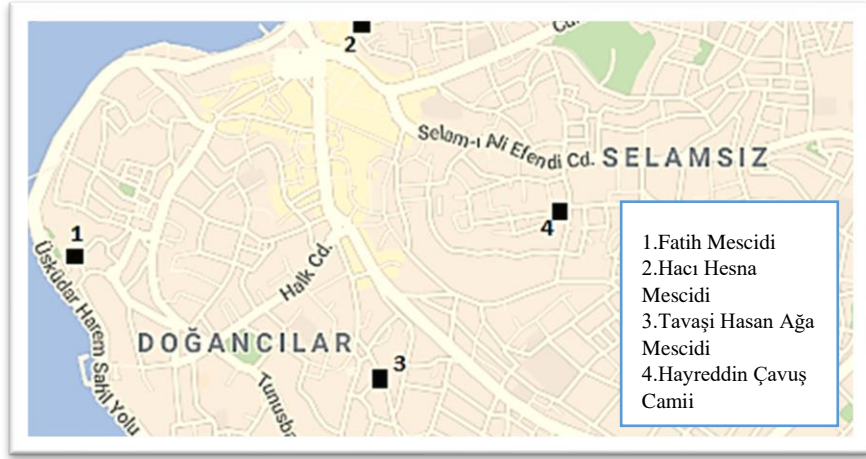 2
Selam-ı Ali Efendi Cd.
SELAMSIZ
4
1
Üsküdar Harem Sahil Yolu
Halk Cd.
DOĞANCILAR
3
1.Fatih Mescidi
2.Hacı Hesna
Mescidi
3.Tavaşi Hasan Ağa
Mescidi
4.Hayreddin Çavuş
Camii